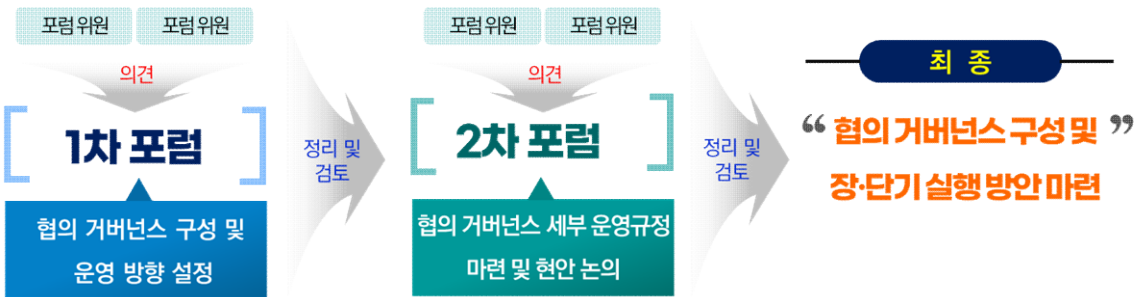 포럼 위원 포럼 위원
의견
1차 포럼
협의 거버넌스 구성 및
운영 방향 설정
정리 및
검토
포럼 위원 포럼 위원
의견
2차 포럼
협의 거버넌스 세부 운영규정
마련 및 현안 논의
정리 및
검토
최 종
“ 협의 거버넌스 구성 및 ”
장·단기 실행 방안 마련